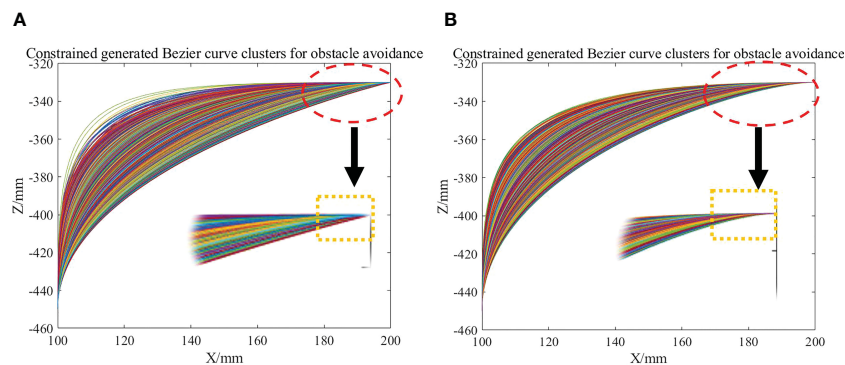 A
Constrained generated Bezier curve clusters for obstacle avoidance
-320
-340
-360
-380
-400
-420
-440
-460
Z/mm
100 120 140 160 180 200
X/mm
B
Constrained generated Bezier curve clusters for obstacle avoidance
-320
-340
-360
-380
-400
-420
-440
-460
Z/mm
100 120 140 160 180 200
X/mm